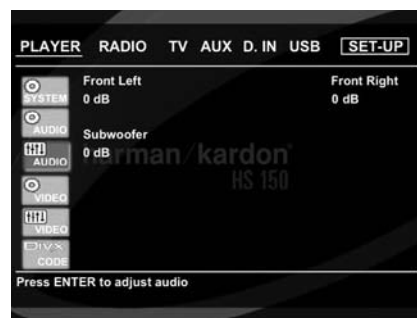 PLAYER RADIO TV AUX D. IN USB SET-UP
Front Left Front Right
0 dB 0 dB
SYSTEM
AUDIO
Subwoofer
0 dB
AUDIO
harman/kardon
HS 150
VIDEO
VIDEO
DivX
CODE
Press ENTER to adjust audio